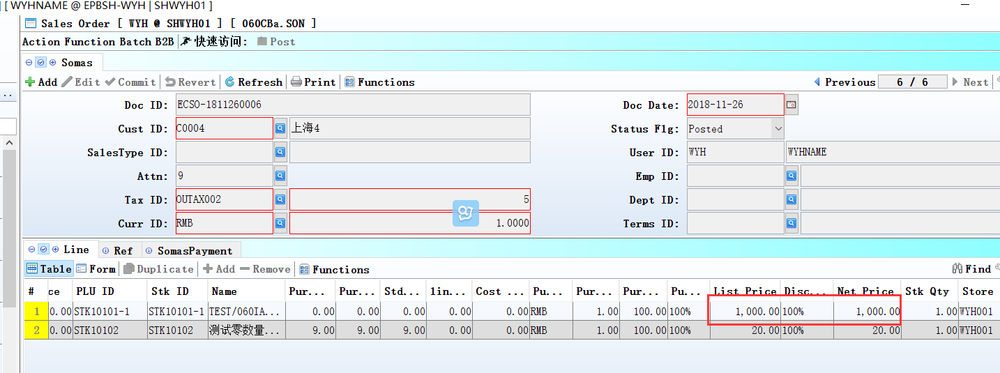 [ WYHNAME @ EPBSH-WYH | SHWYH01 ]
Sales Order [ WYH @ SHWYH01 ] [ 060CBa.SON ]
Action Function Batch B2B 快速访问: Post
Somas
Add Edit Commit Revert Refresh Print Functions Previous 6 / 6 Next
Doc ID: ECSO-1811260006 Doc Date: 2018-11-26
Cust ID: C0004 上海4 Status Flg: Posted
SalesType ID: User ID: WYH WYHNAME
Attn: 9 Emp ID:
Tax ID: OUTAX002 5 Dept ID:
Curr ID: RMB 1.0000 Terms ID:
Line Ref SomasPayment
Table Form Duplicate Add Remove Functions Find
# ce PLU ID Stk ID Name Pur... Pur... Std... lin... Cost ... Pu... Pur... Pur... Pu... List Price Disc... Net Price Stk Qty Store
1 0.00 STK10101-1 STK10101-1 TEST/060IA... 0.00 0.00 0.00 0.00 0.00 RMB 1.00 100.00 100% 1,000.00 100% 1,000.00 1.00 WYH001
2 0.00 STK10102 STK10102 测试零数量... 9.00 9.00 9.00 0.00 0.00 RMB 1.00 100.00 100% 20.00 100% 20.00 1.00 WYH001